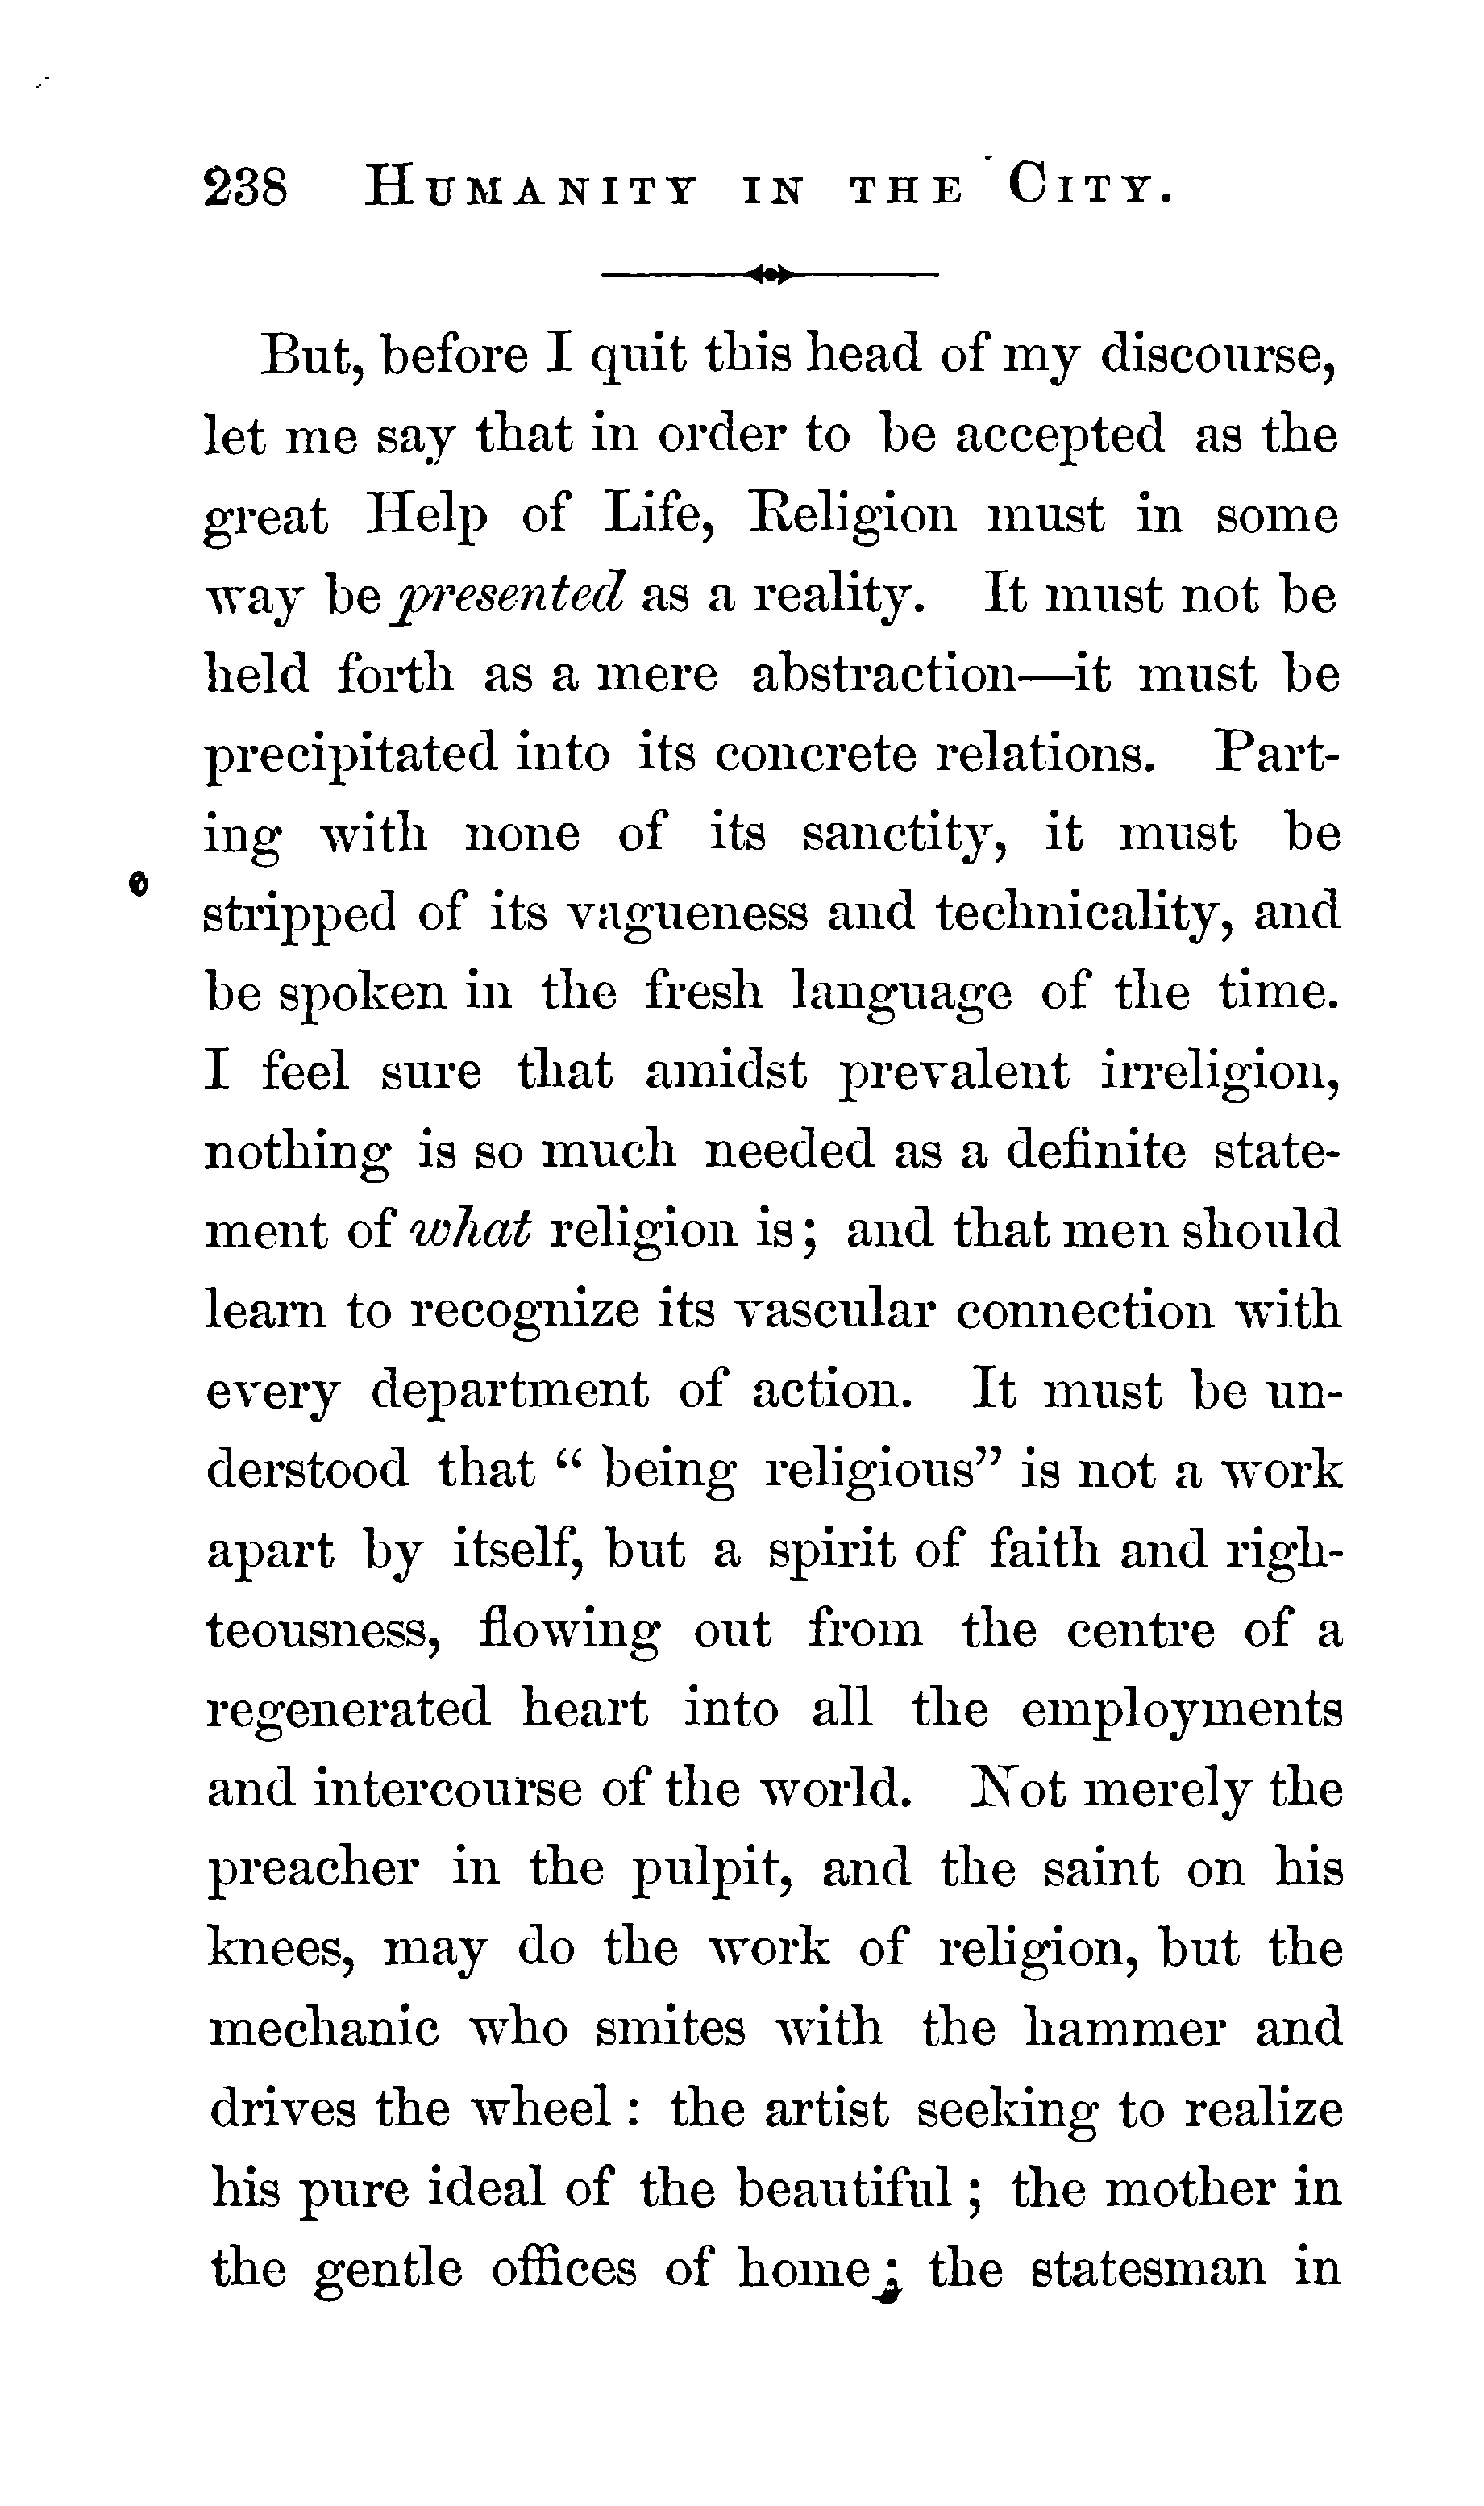 238 HUMANITY IN THE CITY.
But, before I quit this head of my discourse,
let me say that in order to be accepted as the
great Help of Life, Religion must in some
way be presented as a reality. It must not be
held forth as a mere abstraction—it must be
precipitated into its concrete relations. Part-
ing with none of its sanctity, it must be
stripped of its vagueness and technicality, and
be spoken in the fresh language of the time.
I feel sure that amidst prevalent irreligion,
nothing is so much needed as a definite state-
ment of what religion is; and that men should
learn to recognize its vascular connection with
every department of action. It must be un-
derstood that “ being religious” is not a work
apart by itself, but a spirit of faith and righ-
teousness, flowing out from the centre of a
regenerated heart into all the employments
and intercourse of the world. Not merely the
preacher in the pulpit, and the saint on his
knees, may do the work of religion, but the
mechanic who smites with the hammer and
drives the wheel : the artist seeking to realize
his pure ideal of the beautiful ; the mother in
the gentle offices of home; the statesman in